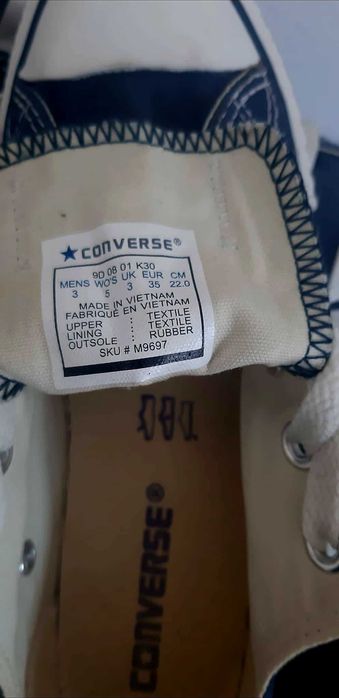 CONVERSE®
9D 08 01 K30
MENS WO'S UK EUR CM
3 5 3 35 22.0
MADE IN VIETNAM
FABRIQUE EN VIETNAM
UPPER : TEXTILE
LINING : TEXTILE
OUTSOLE : RUBBER
SKU # M9697
CONVERSE®